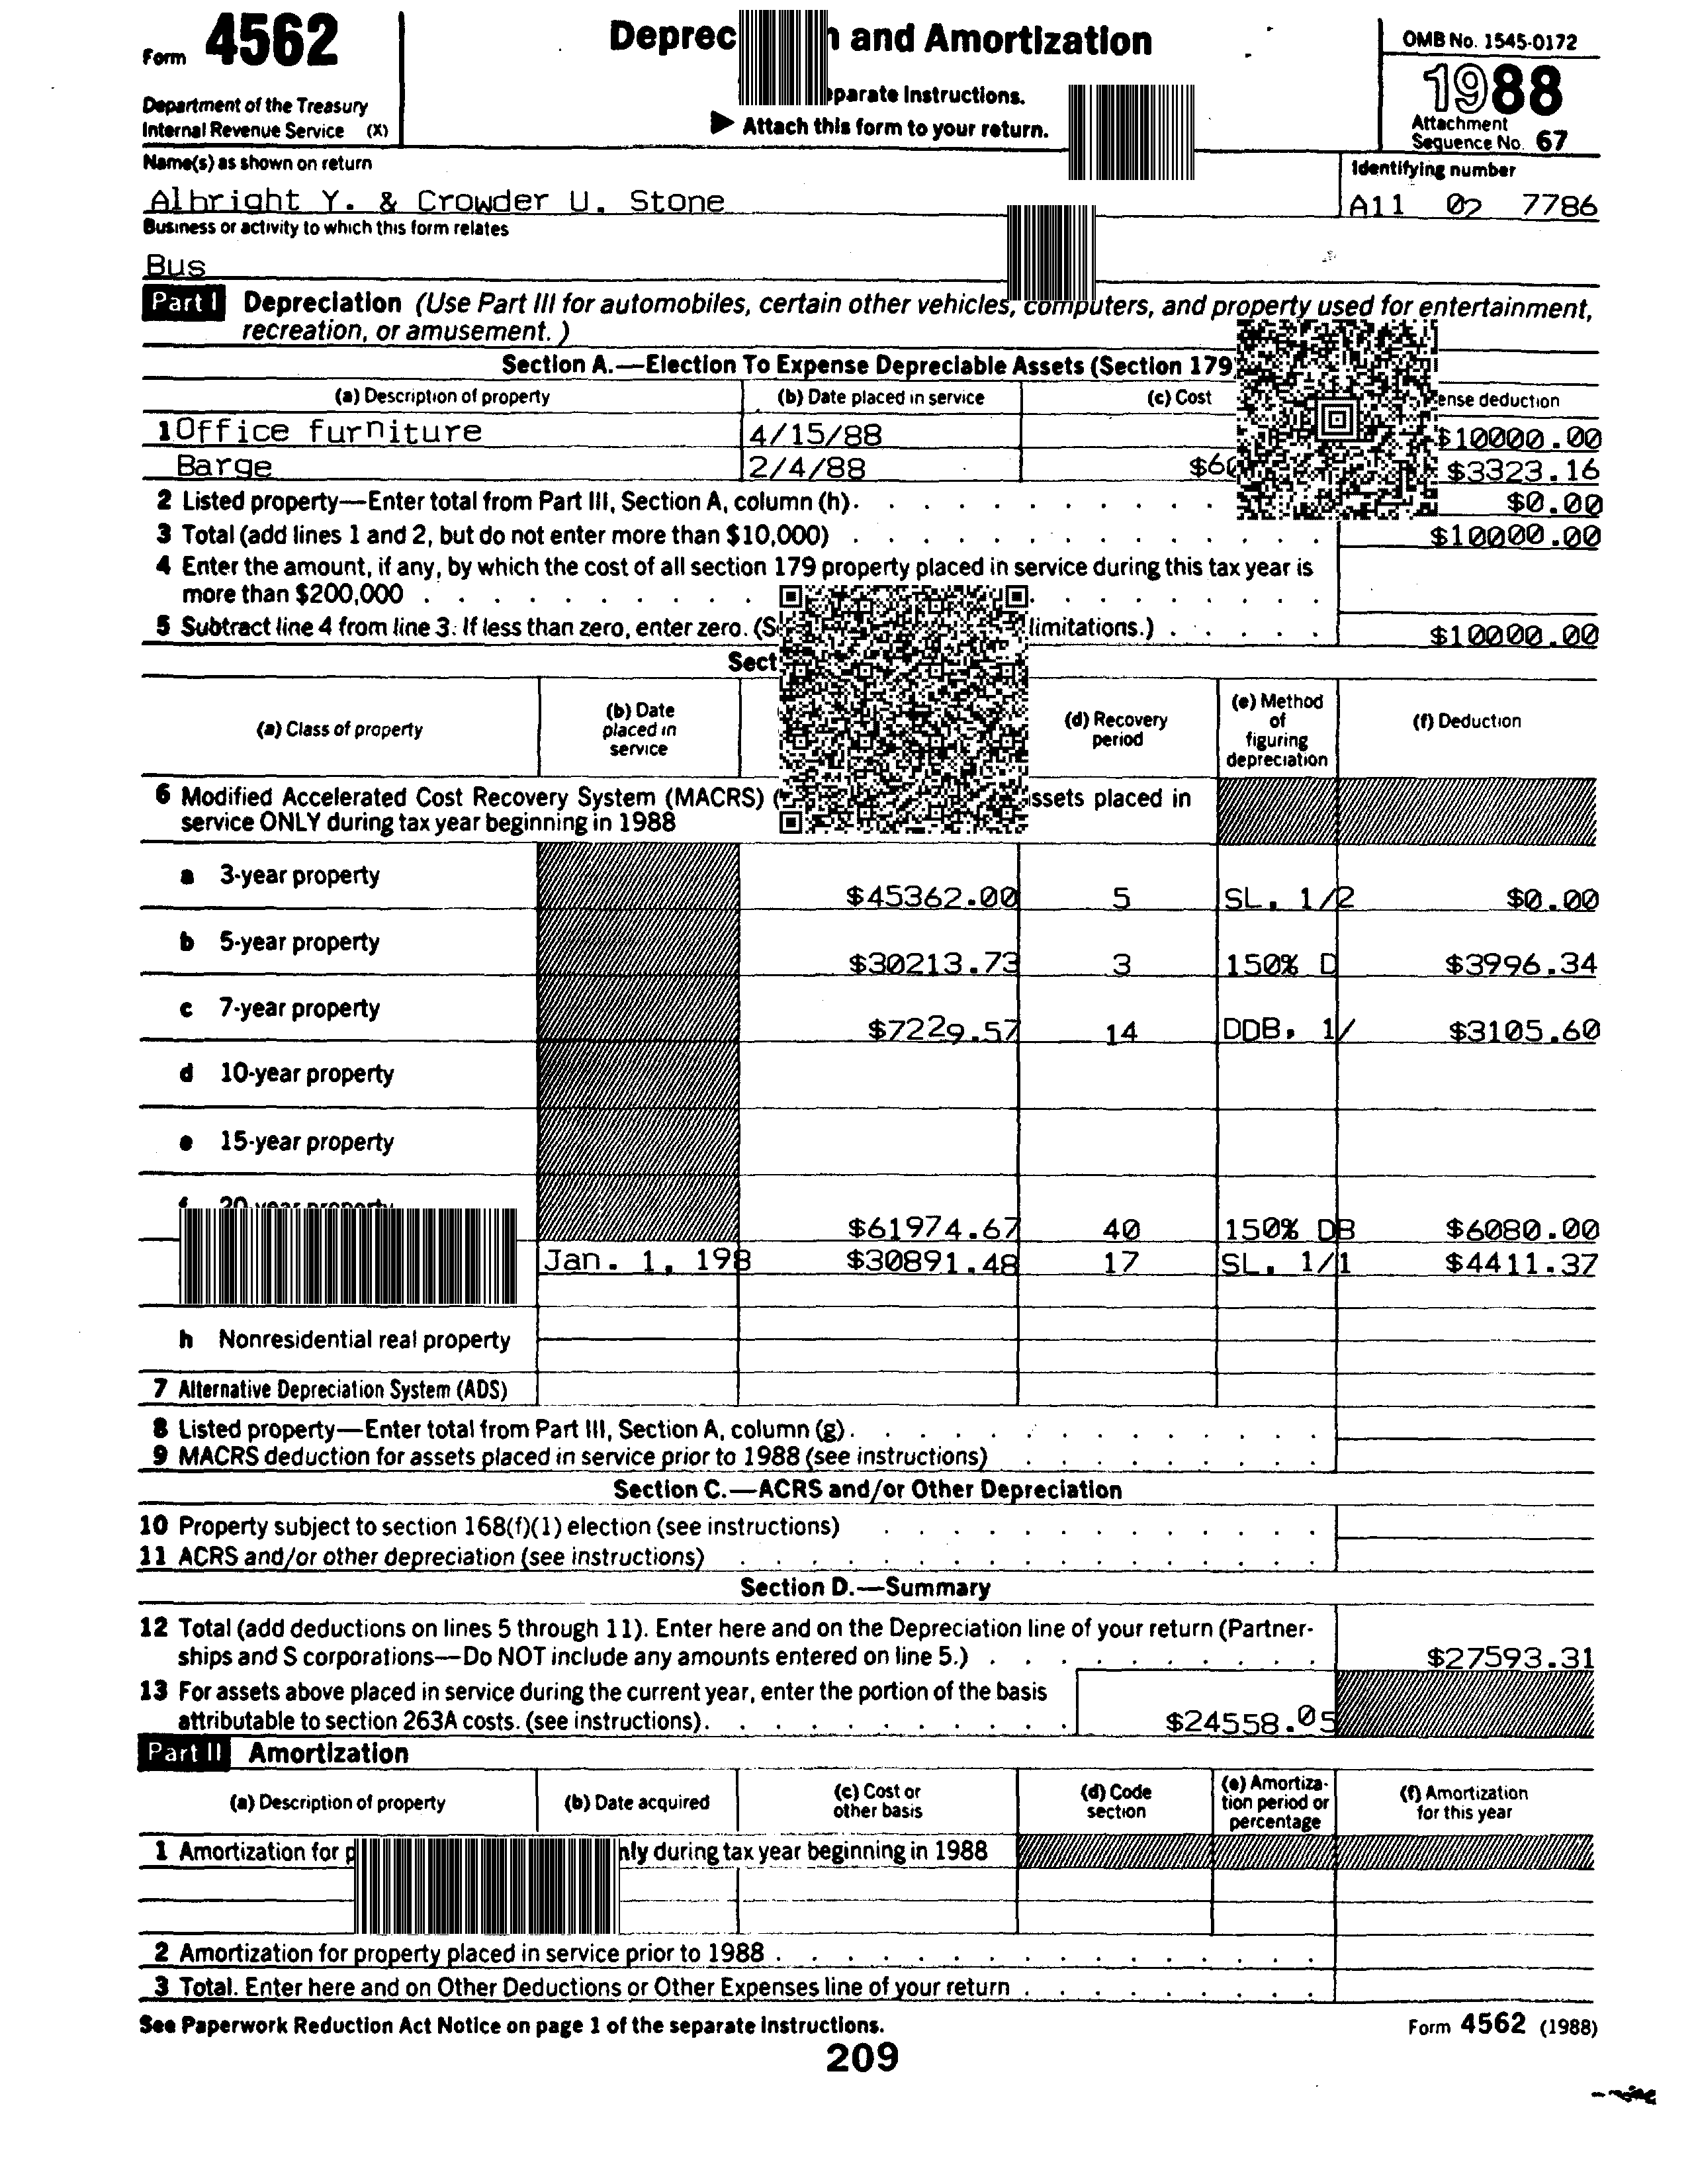 Form 4562
Deprec and Amortization
OMB No. 1545-0172
1988
Department of the Treasury
Internal Revenue Service (X)
Instructions.
▶ Attach this form to your return.
Attachment
Sequence No. 67
Name(s) as shown on return
Identifying number
Albright Y. & Crowder U. Stone
A11 02 7786
Business or activity to which this form relates
Bus
Part I Depreciation (Use Part III for automobiles, certain other vehicles, computers, and property used for entertainment,
recreation, or amusement.)
Section A.—Election To Expense Depreciable Assets (Section 179
(a) Description of property (b) Date placed in service (c) Cost deduction
1 Office furniture 4/15/88 $10000.00
Barge 2/4/88 $3323.16
2 Listed property—Enter total from Part III, Section A, column (h). $0.00
3 Total (add lines 1 and 2, but do not enter more than $10,000) $10000.00
4 Enter the amount, if any, by which the cost of all section 179 property placed in service during this tax year is
more than $200,000
5 Subtract line 4 from line 3. If less than zero, enter zero. ( limitations.) $10000.00
Sect
(a) Class of property (b) Date placed in service (d) Recovery period (e) Method of figuring depreciation (f) Deduction
6 Modified Accelerated Cost Recovery System (MACRS) ( placed in
service ONLY during tax year beginning in 1988
a 3-year property $45362.00 5 SL. 1/2 $0.00
b 5-year property $30213.73 3 150% D $3996.34
c 7-year property $7229.57 14 DDB, 1/ $3105.60
d 10-year property
e 15-year property
f 20-year property $61974.67 40 150% DB $6080.00
Jan. 1, 198 $30891.48 17 SL. 1/1 $4411.37
h Nonresidential real property
7 Alternative Depreciation System (ADS)
8 Listed property—Enter total from Part III, Section A, column (g).
9 MACRS deduction for assets placed in service prior to 1988 (see instructions)
Section C.—ACRS and/or Other Depreciation
10 Property subject to section 168(f)(1) election (see instructions)
11 ACRS and/or other depreciation (see instructions)
Section D.—Summary
12 Total (add deductions on lines 5 through 11). Enter here and on the Depreciation line of your return (Partner-
ships and S corporations—Do NOT include any amounts entered on line 5.) $27593.31
13 For assets above placed in service during the current year, enter the portion of the basis
attributable to section 263A costs. (see instructions). $24558.05
Part II Amortization
(a) Description of property (b) Date acquired (c) Cost or other basis (d) Code section (e) Amortiza-tion period or percentage (f) Amortization for this year
1 Amortization for during tax year beginning in 1988
2 Amortization for property placed in service prior to 1988
3 Total. Enter here and on Other Deductions or Other Expenses line of your return
See Paperwork Reduction Act Notice on page 1 of the separate Instructions.
Form 4562 (1988)
209